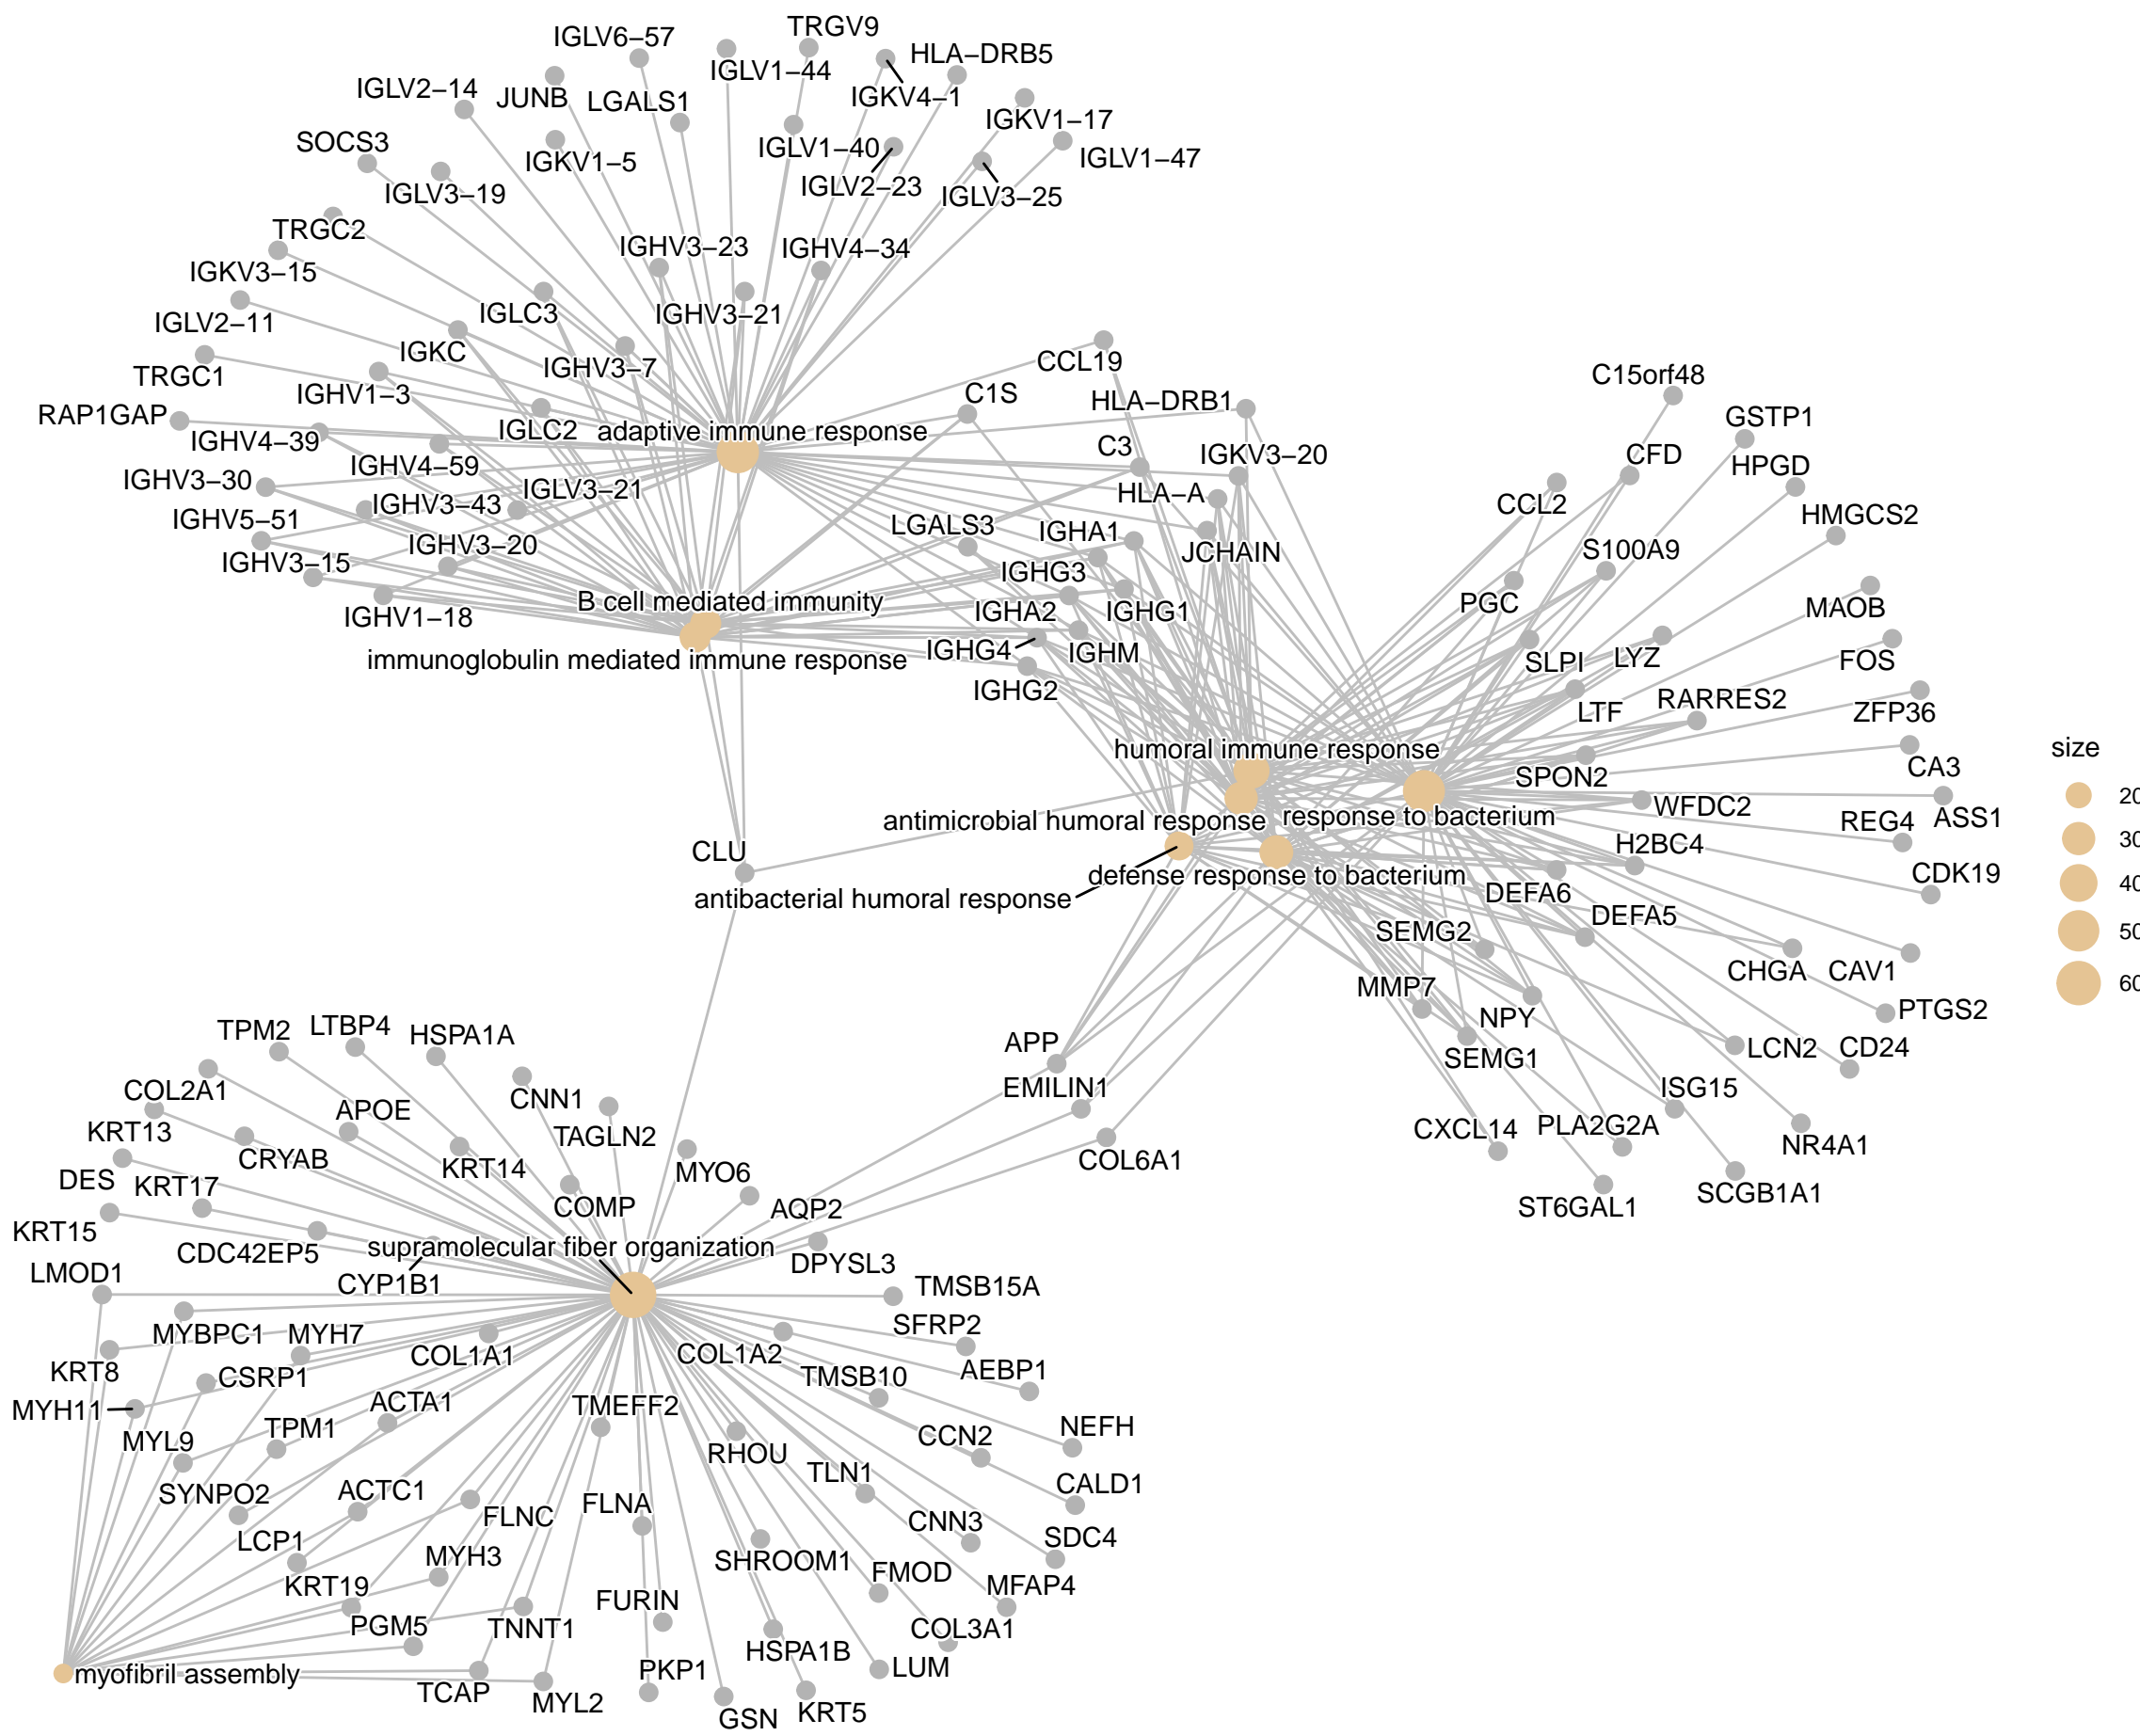 TRGV9
IGLV6−57
IGLV1−44
HLA−DRB5
IGLV2−14
JUNB
LGALS1
IGKV4−1
IGKV1−17
SOCS3
IGKV1−5
IGLV1−40
IGLV1−47
IGLV3−19
IGLV2−23
IGLV3−25
TRGC2
IGHV3−23
IGHV4−34
IGKV3−15
IGLC3
IGHV3−21
IGLV2−11
IGKC
IGHV3−7
CCL19
C15orf48
TRGC1
IGHV1−3
C1S
HLA−DRB1
GSTP1
RAP1GAP
IGHV4−39
IGLC2
adaptive immune response
C3
IGKV3−20
CFD
HPGD
IGHV4−59
IGHV3−30
IGHV3−43
IGLV3−21
HLA−A
CCL2
HMGCS2
IGHV5−51
LGALS3
IGHA1
JCHAIN
S100A9
IGHV3−20
IGHV3−15
IGHG3
B cell mediated immunity
IGHA2
IGHG1
PGC
MAOB
IGHV1−18
immunoglobulin mediated immune response
IGHG4
IGHM
SLPI
LYZ
FOS
IGHG2
LTF
RARRES2
ZFP36
humoral immune response
SPON2
CA3
size
antimicrobial humoral response
response to bacterium
WFDC2
REG4
ASS1
20
30
CLU
H2BC4
defense response to bacterium
CDK19
40
antibacterial humoral response
DEFA6
DEFA5
SEMG2
50
CHGA
CAV1
MMP7
60
NPY
PTGS2
TPM2
LTBP4
HSPA1A
APP
SEMG1
LCN2
CD24
COL2A1
APOE
CNN1
EMILIN1
ISG15
KRT13
TAGLN2
CXCL14
PLA2G2A
NR4A1
CRYAB
KRT14
MYO6
COL6A1
DES
KRT17
COMP
AQP2
ST6GAL1
SCGB1A1
KRT15
CDC42EP5
supramolecular fiber organization
DPYSL3
LMOD1
CYP1B1
TMSB15A
MYBPC1
MYH7
COL1A1
COL1A2
SFRP2
KRT8
CSRP1
TMSB10
AEBP1
MYH11
ACTA1
TMEFF2
MYL9
TPM1
RHOU
CCN2
NEFH
SYNPO2
ACTC1
FLNC
FLNA
TLN1
CALD1
LCP1
MYH3
SHROOM1
CNN3
SDC4
KRT19
FURIN
FMOD
MFAP4
PGM5
TNNT1
HSPA1B
COL3A1
myofibril assembly
TCAP
MYL2
PKP1
LUM
GSN
KRT5